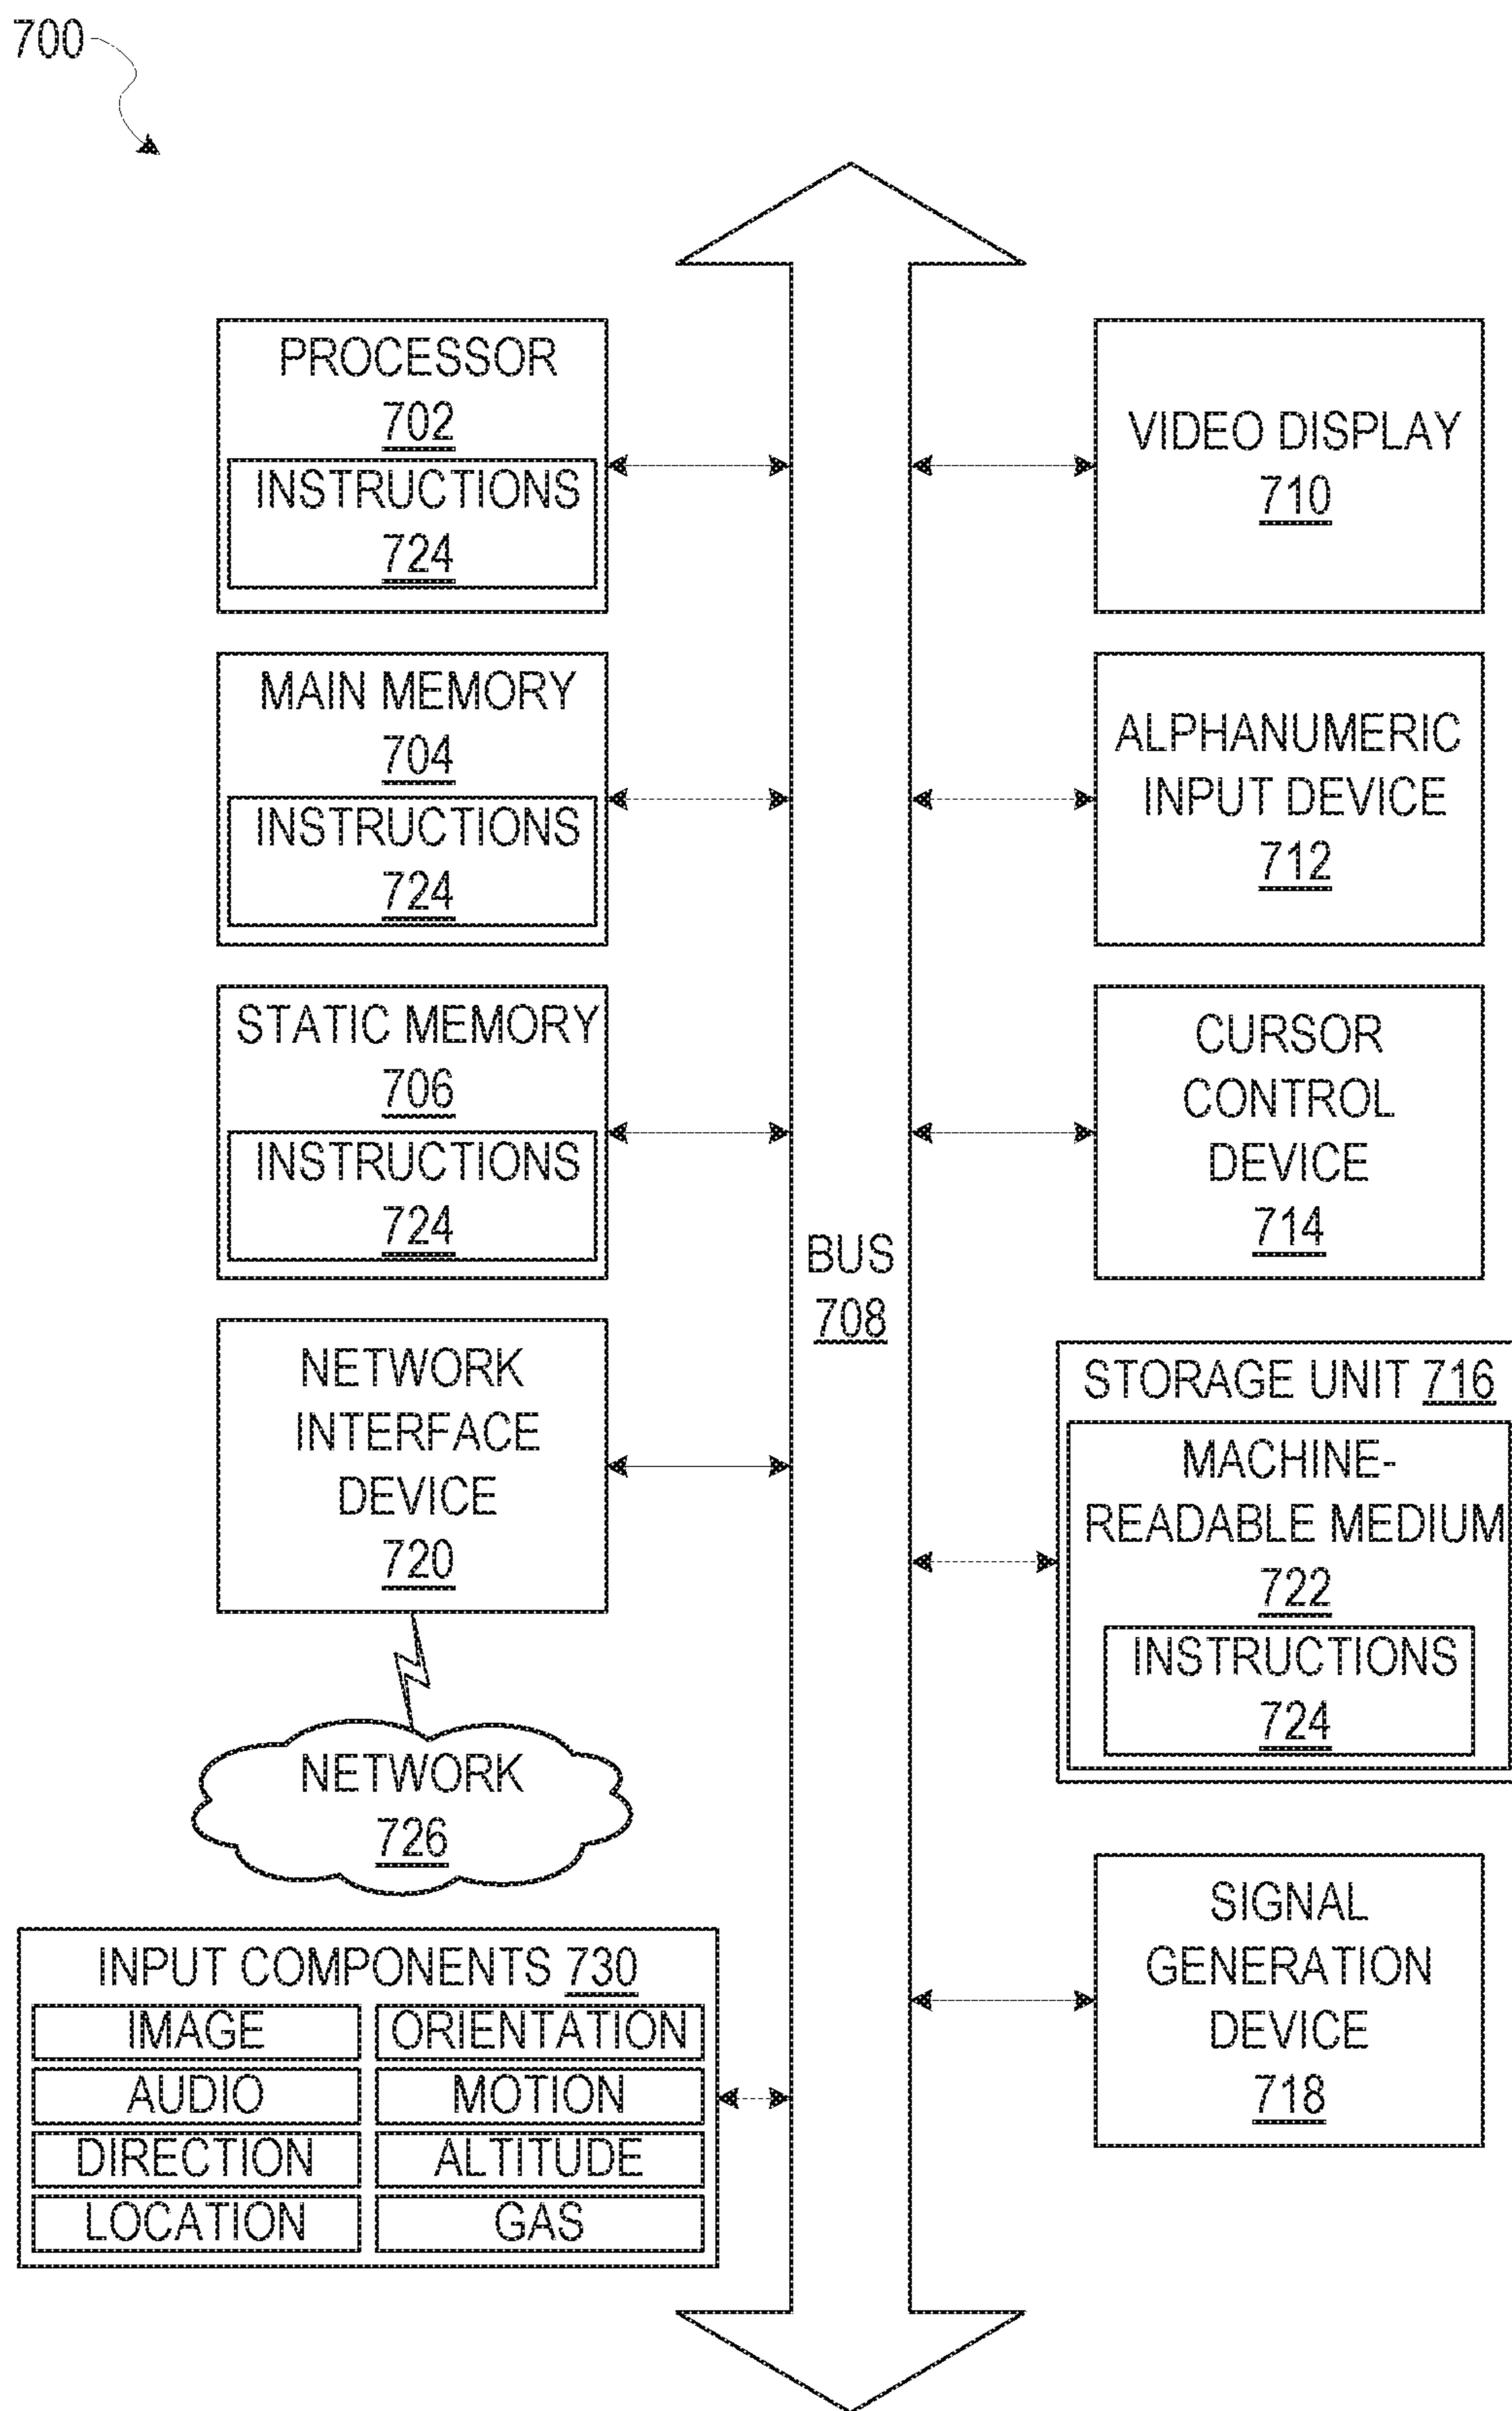 700
PROCESSOR
702
INSTRUCTIONS
724
MAIN MEMORY
704
INSTRUCTIONS
724
STATIC MEMORY
706
INSTRUCTIONS
724
NETWORK
INTERFACE
DEVICE
720
NETWORK
726
INPUT COMPONENTS 730
IMAGE
ORIENTATION
AUDIO
MOTION
DIRECTION
ALTITUDE
LOCATION
GAS
BUS
708
VIDEO DISPLAY
710
ALPHANUMERIC
INPUT DEVICE
712
CURSOR
CONTROL
DEVICE
714
STORAGE UNIT 716
MACHINE-
READABLE MEDIUM
722
INSTRUCTIONS
724
SIGNAL
GENERATION
DEVICE
718